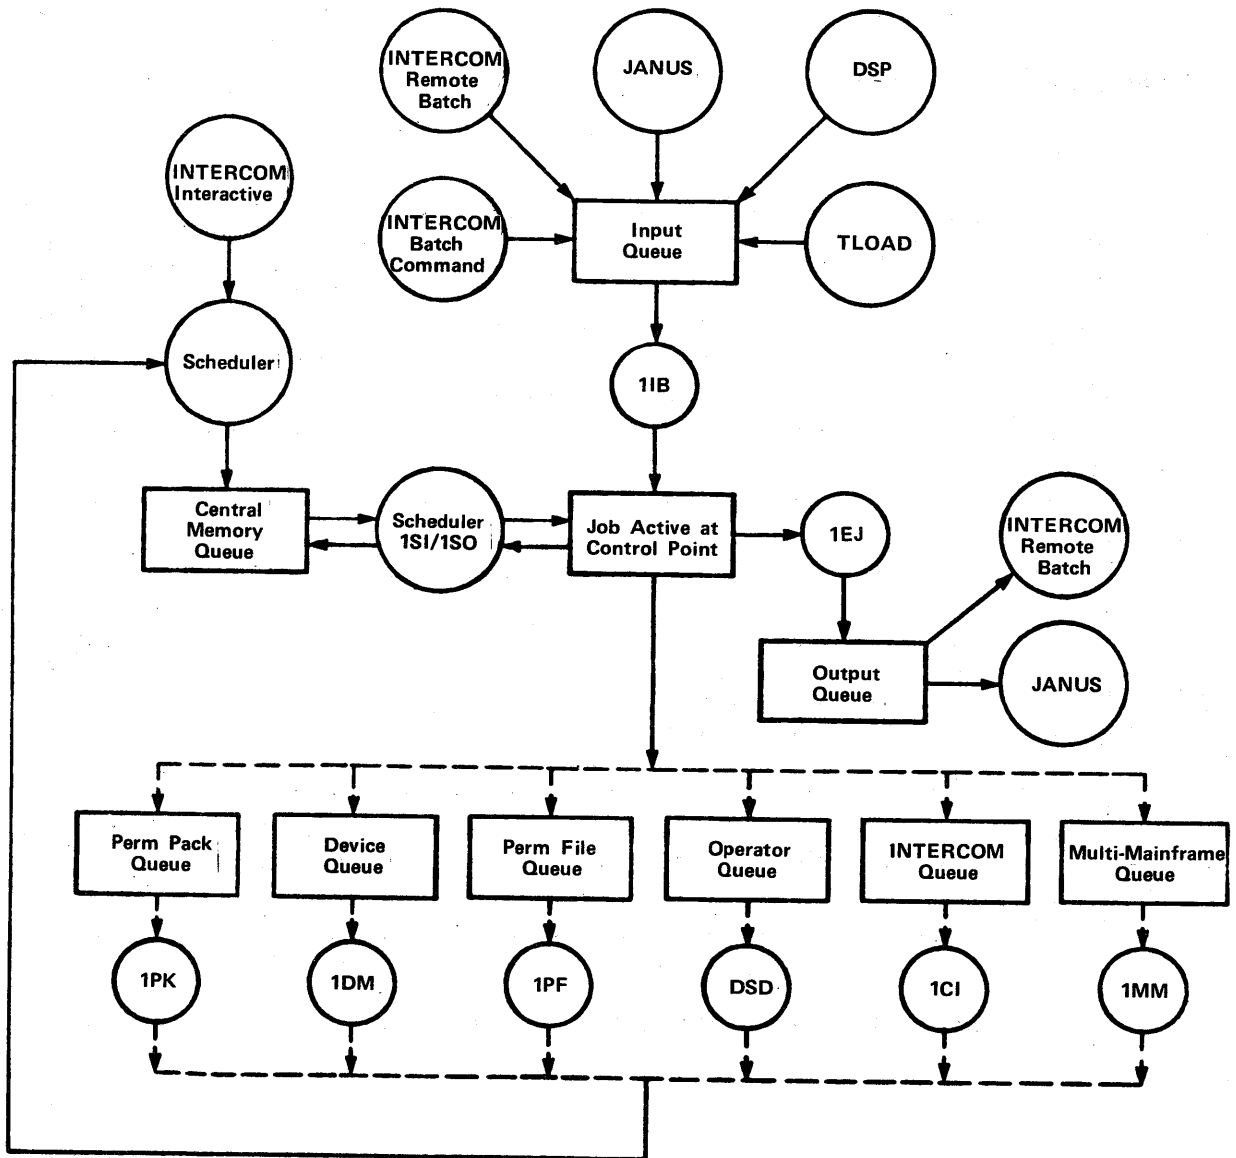 INTERCOM
Remote
Batch
JANUS
DSP
INTERCOM
Interactive
INTERCOM
Batch
Command
Input
Queue
TLOAD
Scheduler
1IB
Central
Memory
Queue
Scheduler
1SI/1SO
Job Active at
Control Point
1EJ
INTERCOM
Remote
Batch
Output
Queue
JANUS
Perm Pack
Queue
Device
Queue
Perm File
Queue
Operator
Queue
INTERCOM
Queue
Multi-Mainframe
Queue
1PK
1DM
1PF
DSD
1CI
1MM